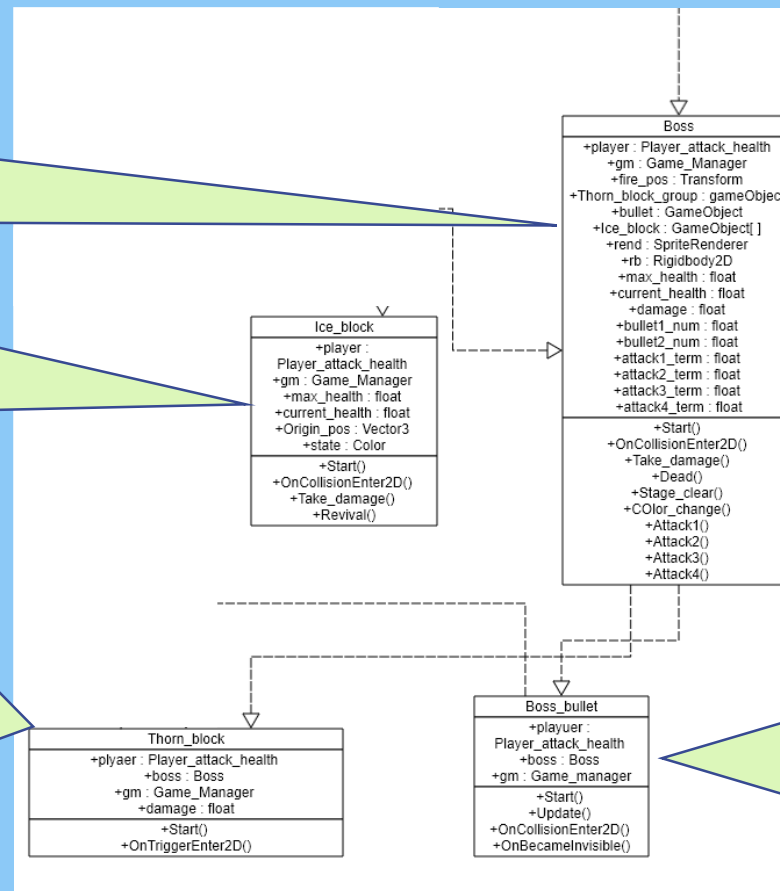 Boss
+player : Player_attack_health
+gm : Game_Manager
+fire_pos : Transform
+Thorn_block_group : gameObjec
+bullet : GameObject
+Ice_block : GameObject[ ]
+rend : SpriteRenderer
+rb : Rigidbody2D
+max_health : float
+current_health : float
+damage : float
+bullet1_num : float
+bullet2_num : float
+attack1_term : float
+attack2_term : float
+attack3_term : float
+attack4_term : float
+Start()
+OnCollisionEnter2D()
+Take_damage()
+Dead()
+Stage_clear()
+COlor_change()
+Attack1()
+Attack2()
+Attack3()
+Attack4()
Ice_block
+player :
Player_attack_health
+gm : Game_Manager
+max_health : float
+current_health : float
+Origin_pos : Vector3
+state : Color
+Start()
+OnCollisionEnter2D()
+Take_damage()
+Revival()
Thorn_block
+plyaer : Player_attack_health
+boss : Boss
+gm : Game_Manager
+damage : float
+Start()
+OnTriggerEnter2D()
Boss_bullet
+playuer :
Player_attack_health
+boss : Boss
+gm : Game_manager
+Start()
+Update()
+OnCollisionEnter2D()
+OnBecameInvisible()